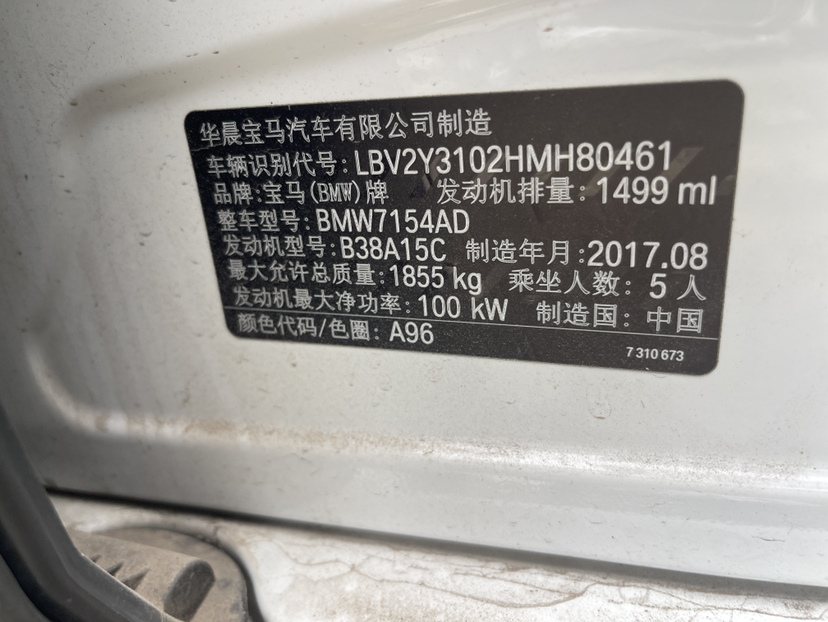 华晨宝马汽车有限公司制造
车辆识别代号: LBV2Y3102HMH80461
品牌: 宝马(BMW)牌 发动机排量: 1499 ml
整车型号: BMW7154AD
发动机型号: B38A15C 制造年月: 2017.08
最大允许总质量: 1855 kg 乘坐人数: 5 人
发动机最大净功率: 100 kW 制造国: 中国
颜色代码/色圈: A96
7 310 673